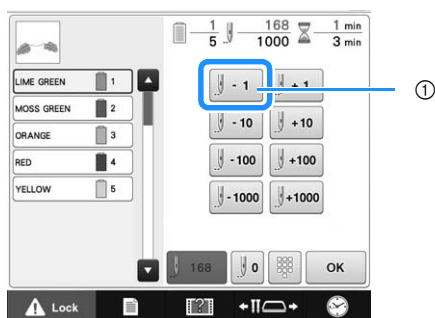 1 168 1 min
5 1000 3 min
LIME GREEN 1
MOSS GREEN 2
ORANGE 3
RED 4
YELLOW 5
- 1 + 1
①
- 10 +10
- 100 +100
- 1000 +1000
168 0 OK
Lock